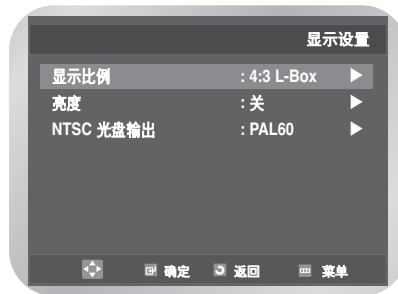 显示设置
显示比例 : 4:3 L-Box
亮度 : 关
NTSC 光盘输出 : PAL60
确定 返回 菜单